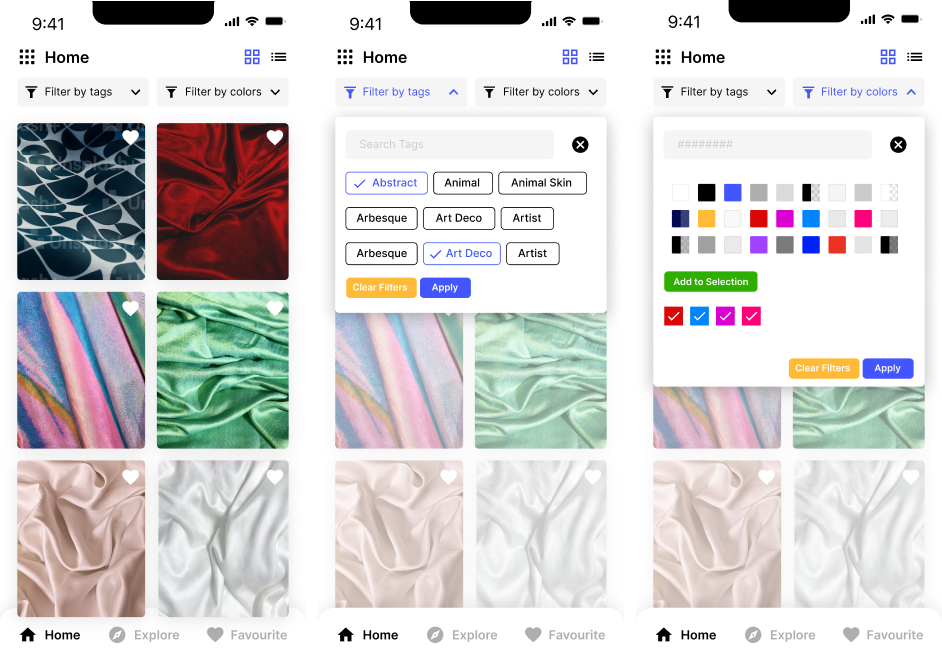 9:41
Home
Filter by tags
Filter by colors
Home
Explore
Favourite
9:41
Home
Filter by tags
Filter by colors
Search Tags
Abstract
Animal
Animal Skin
Arbesque
Art Deco
Artist
Arbesque
Art Deco
Artist
Clear Filters
Apply
Home
Explore
Favourite
9:41
Home
Filter by tags
Filter by colors
########
Add to Selection
Clear Filters
Apply
Home
Explore
Favourite